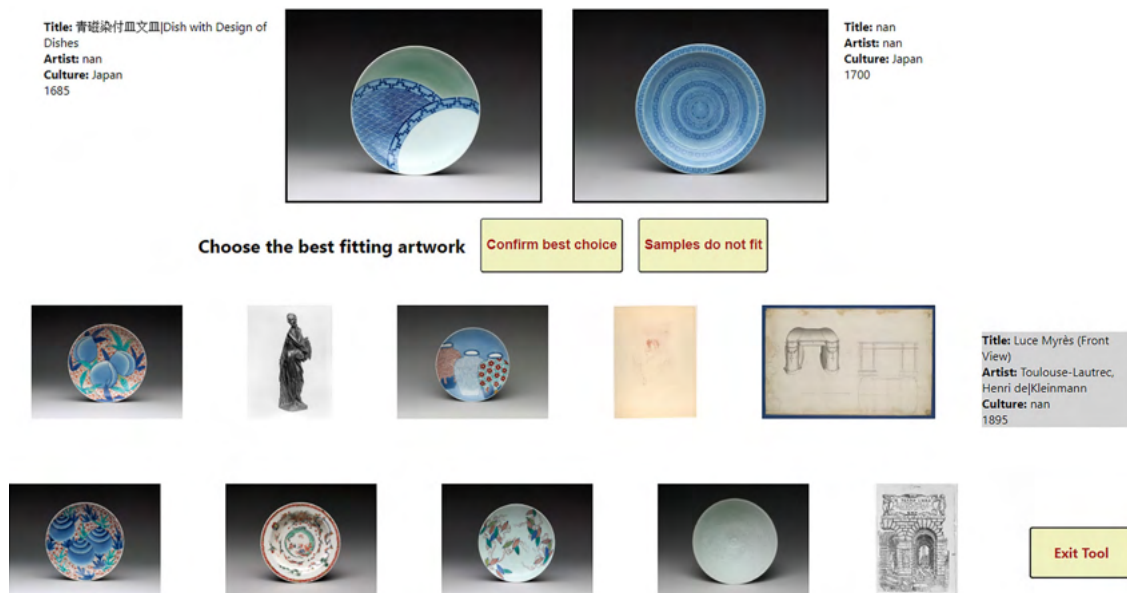 Title: 青磁染付皿文皿|Dish with Design of
Dishes
Artist: nan
Culture: Japan
1685
Title: nan
Artist: nan
Culture: Japan
1700
Choose the best fitting artwork
Confirm best choice
Samples do not fit
Title: Luce Myrès (Front
View)
Artist: Toulouse-Lautrec,
Henri de|Kleinmann
Culture: nan
1895
Exit Tool